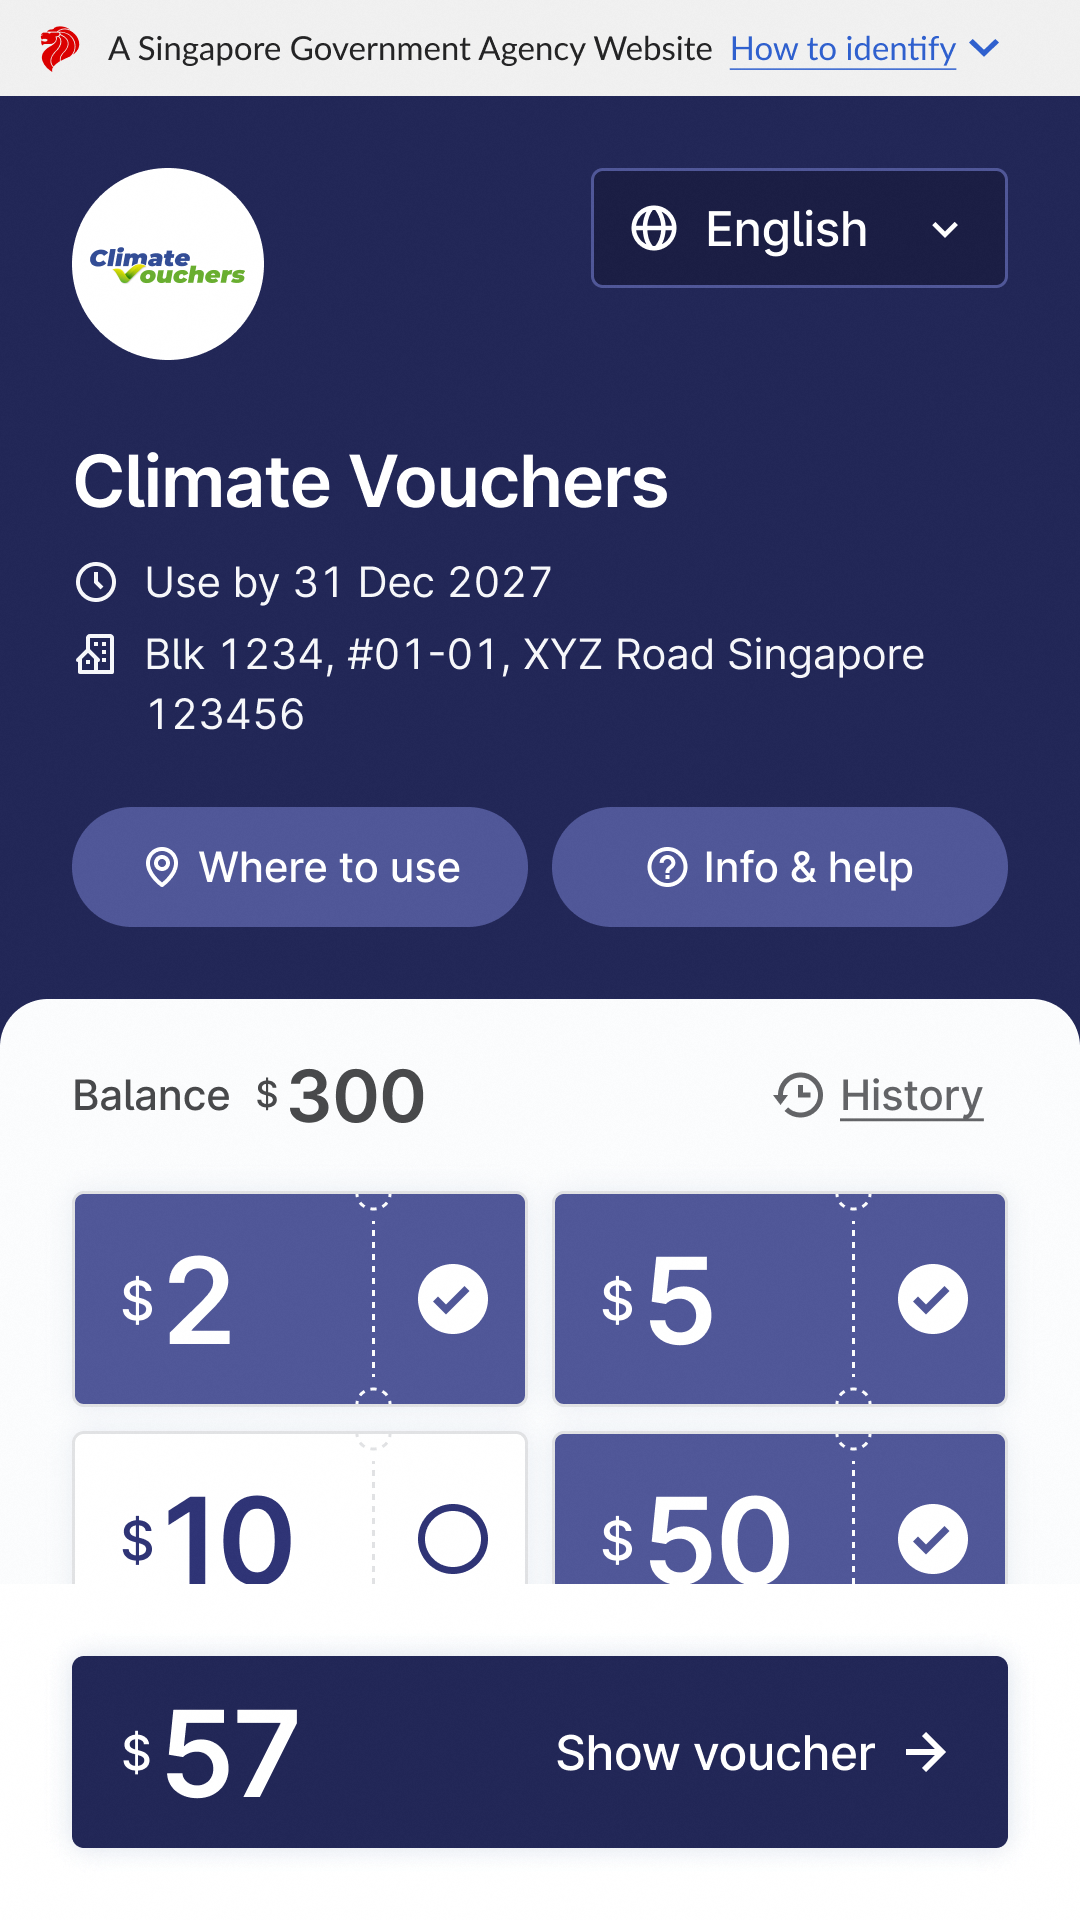 A Singapore Government Agency Website How to identify
Climate
Vouchers
English
Climate Vouchers
Use by 31 Dec 2027
Blk 1234, #01-01, XYZ Road Singapore
123456
Where to use
Info & help
Balance $300
History
$2
$5
$10
$50
$57
Show voucher